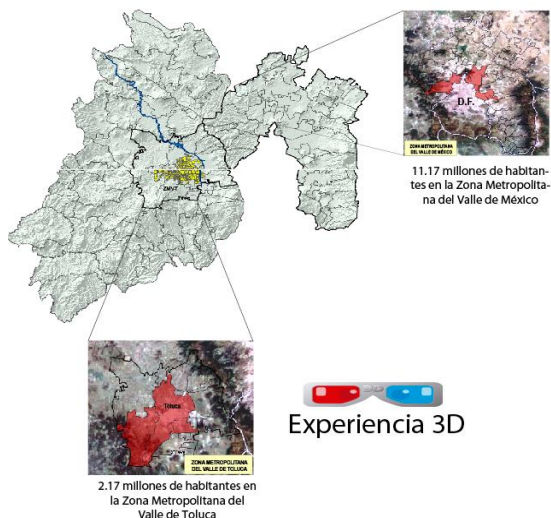 D.F.
ZONA METROPOLITANA
DEL VALLE DE MÉXICO
11.17 millones de habitan-
tes en la Zona Metropolita-
na del Valle de México
ZMVT
Toluca
ZONA METROPOLITANA
DEL VALLE DE TOLUCA
2.17 millones de habitantes en
la Zona Metropolitana del
Valle de Toluca
Experiencia 3D